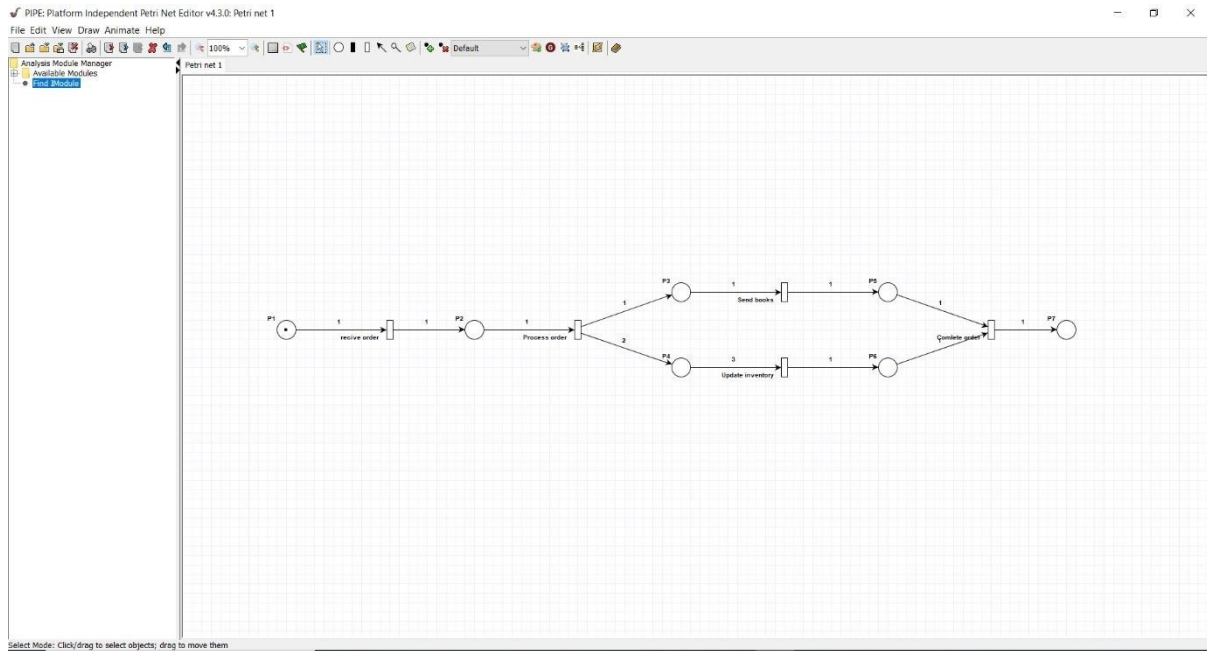 PIPE: Platform Independent Petri Net Editor v4.3.0: Petri net 1
File Edit View Draw Animate Help
100%
Default
Analysis Module Manager
Available Modules
Find IModule
Petri net 1
P3
1
Send books
1
P5
1
1
P1
1
recive order
1
P2
1
Process order
2
P4
3
Update inventory
1
P6
1
Comlete order
1
P7
Select Mode: Click/drag to select objects; drag to move them